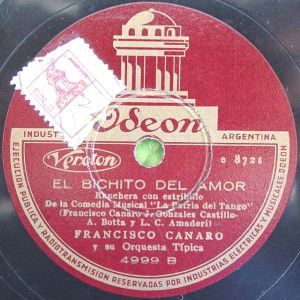 Odeon
INDUST
ARGENTINA
Veroton
e 8721
EL BICHITO DEL AMOR
Ranchera con estribillo
De la Comedia Musical "La Patria del Tango"
(Francisco Canaro J. Gonzales Castillo-
A. Botta y L. C. Amadori)
FRANCISCO CANARO
y su Orquesta Típica
4999 B
EJECUCION PUBLICA Y RADIOTRANSMISION RESERVADAS POR INDUSTRIAS ELECTRICAS Y MUSICALES ODEON